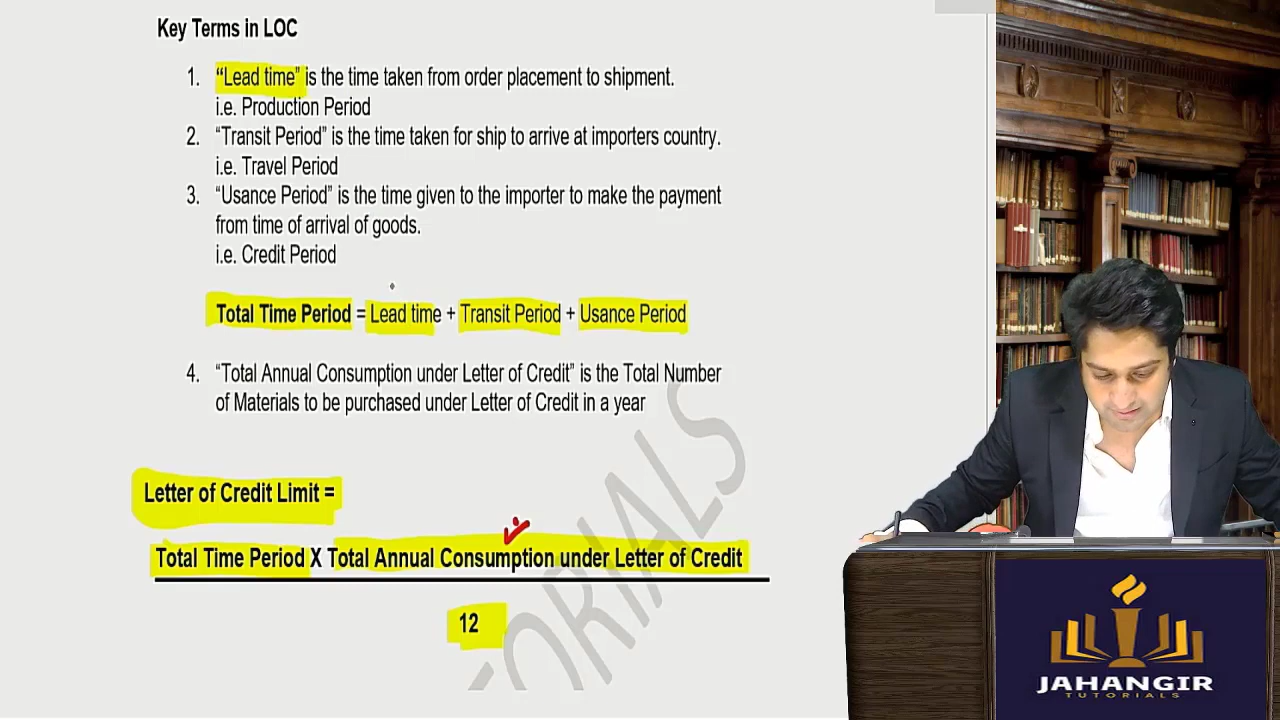 Key Terms in LOC
1. “Lead time” is the time taken from order placement to shipment.
i.e. Production Period
2. “Transit Period” is the time taken for ship to arrive at importers country.
i.e. Travel Period
3. “Usance Period” is the time given to the importer to make the payment
from time of arrival of goods.
i.e. Credit Period
Total Time Period = Lead time + Transit Period + Usance Period
4. “Total Annual Consumption under Letter of Credit” is the Total Number
of Materials to be purchased under Letter of Credit in a year
Letter of Credit Limit =
Total Time Period X Total Annual Consumption under Letter of Credit
12
TORIALS
JAHANGIR
TUTORIALS